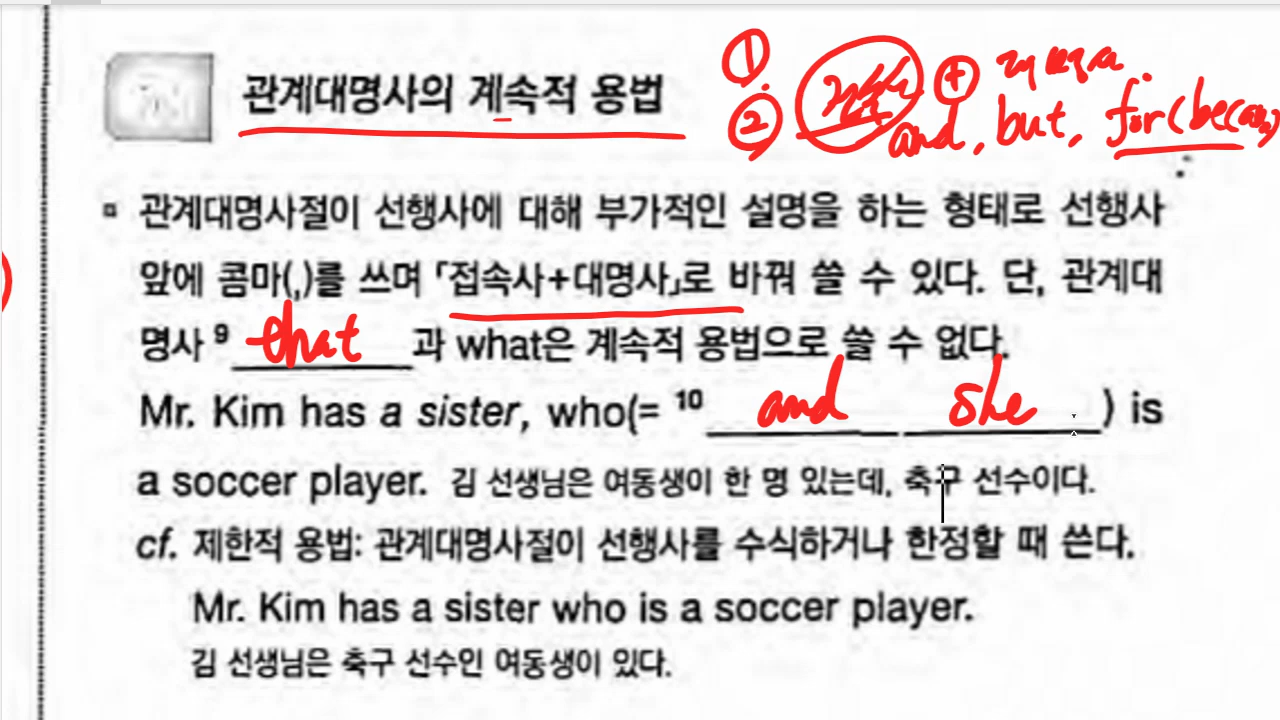 관계대명사의 계속적 용법
①
② 접속사 + 대명사
and, but, for(because)
▫ 관계대명사절이 선행사에 대해 부가적인 설명을 하는 형태로 선행사
앞에 콤마(,)를 쓰며 「접속사+대명사」로 바꿔 쓸 수 있다. 단, 관계대
명사 9 that 과 what은 계속적 용법으로 쓸 수 없다.
Mr. Kim has a sister, who(= 10 and she ) is
a soccer player. 김 선생님은 여동생이 한 명 있는데, 축구 선수이다.
cf. 제한적 용법: 관계대명사절이 선행사를 수식하거나 한정할 때 쓴다.
Mr. Kim has a sister who is a soccer player.
김 선생님은 축구 선수인 여동생이 있다.